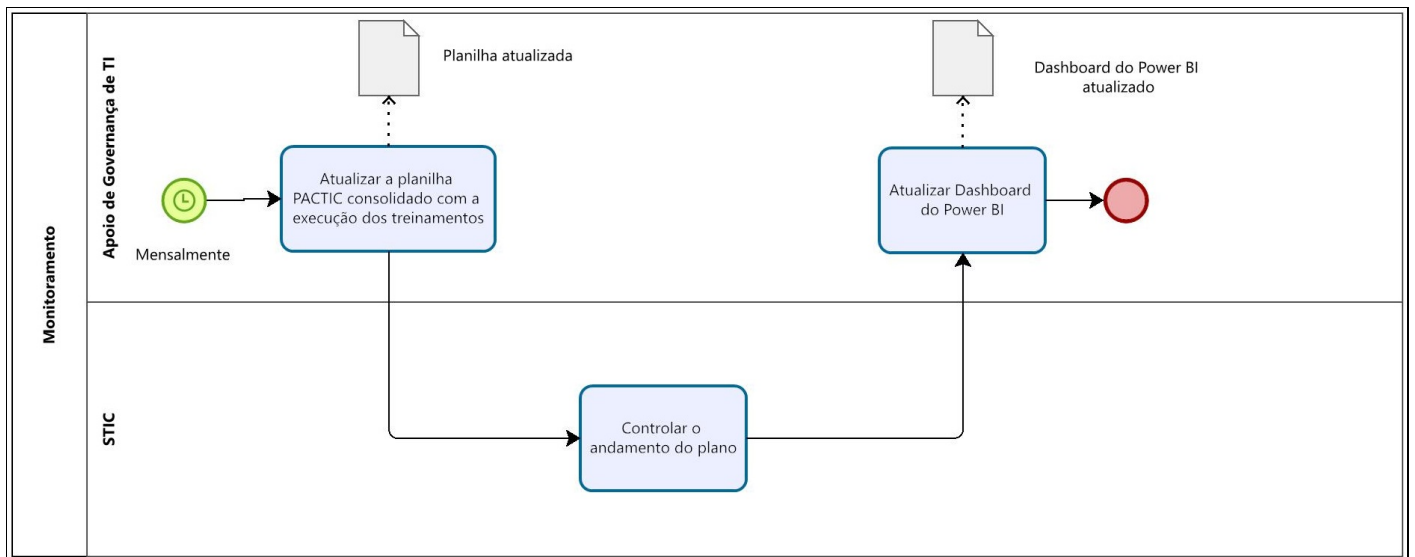 Monitoramento
Apoio de Governança de TI
Planilha atualizada
Dashboard do Power BI
atualizado
Atualizar a planilha
PACTIC consolidado com a
execução dos treinamentos
Atualizar Dashboard
do Power BI
Mensalmente
STIC
Controlar o
andamento do plano